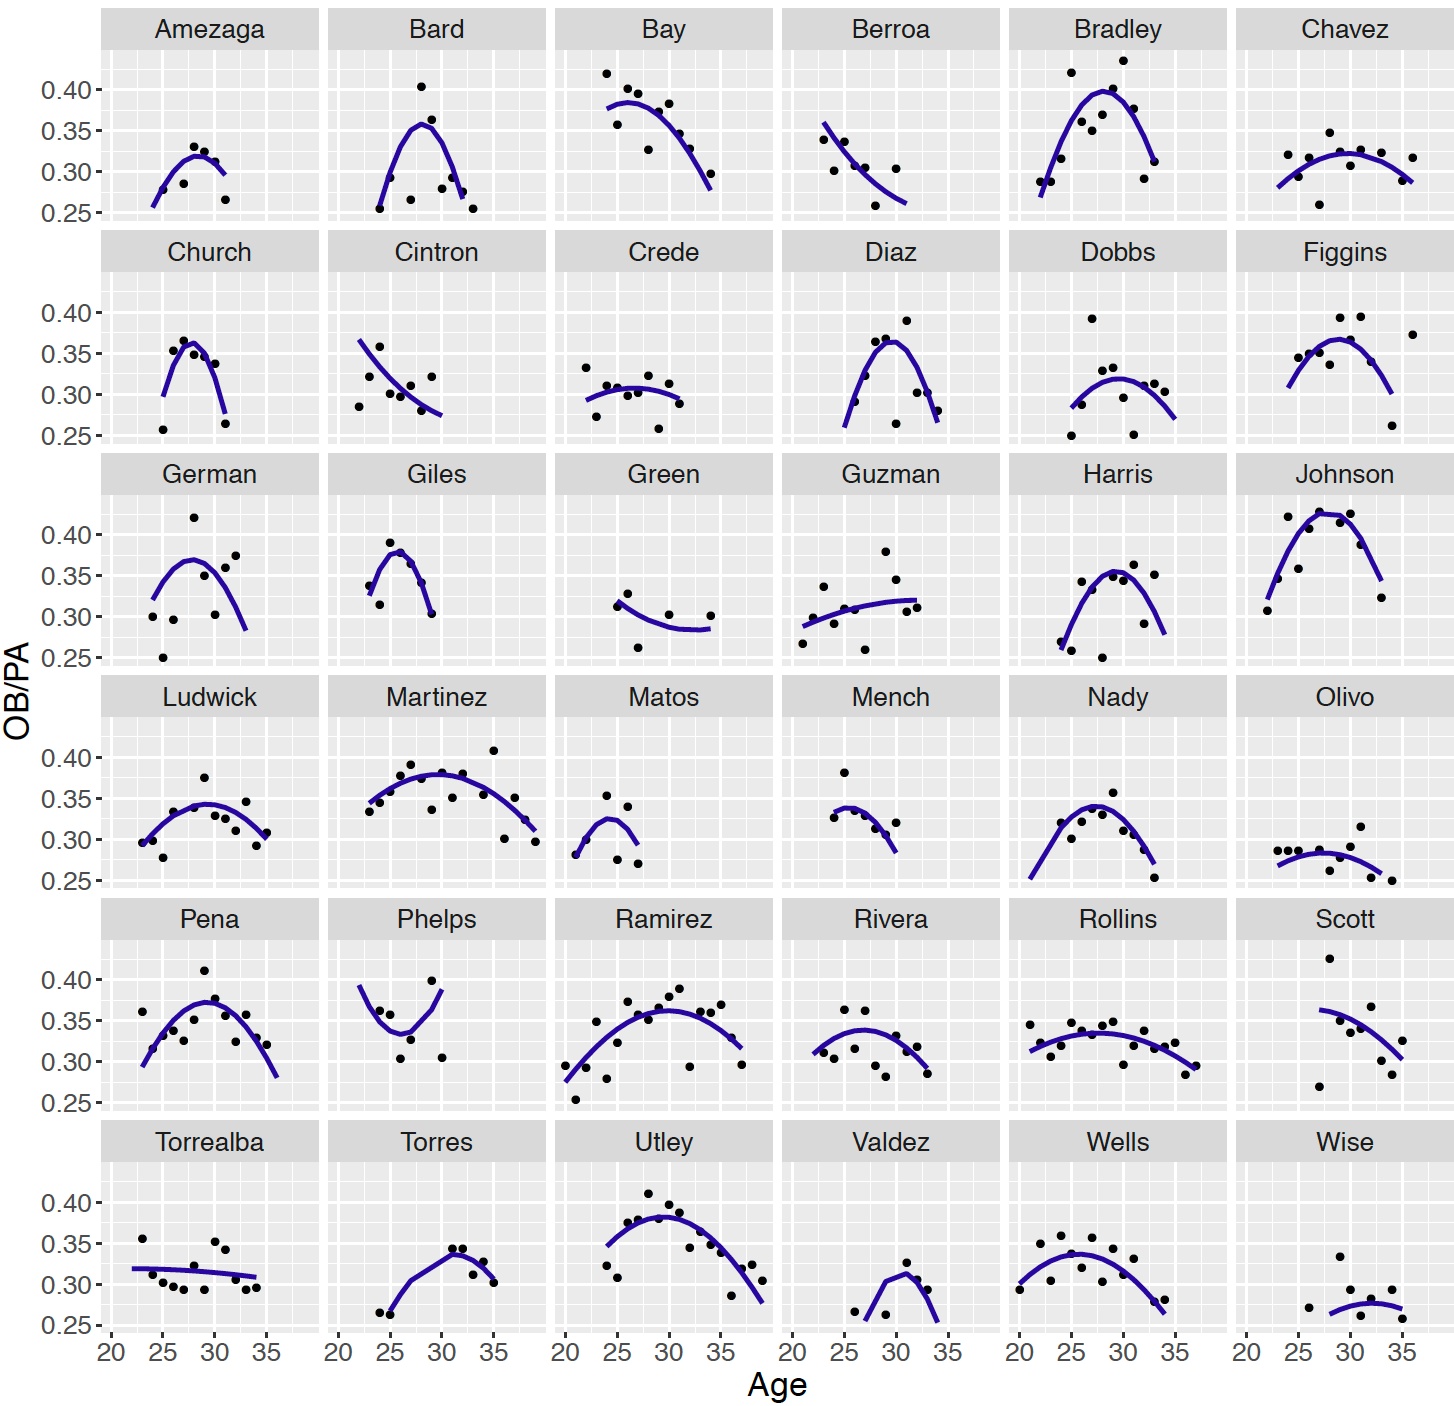 Amezaga Bard Bay Berroa Bradley Chavez
0.40
0.35
0.30
0.25
Church Cintron Crede Diaz Dobbs Figgins
0.40
0.35
0.30
0.25
German Giles Green Guzman Harris Johnson
0.40
0.35
0.30
0.25
OB/PA
Ludwick Martinez Matos Mench Nady Olivo
0.40
0.35
0.30
0.25
Pena Phelps Ramirez Rivera Rollins Scott
0.40
0.35
0.30
0.25
Torrealba Torres Utley Valdez Wells Wise
0.40
0.35
0.30
0.25
20 25 30 35 20 25 30 35 20 25 30 35 20 25 30 35 20 25 30 35 20 25 30 35
Age